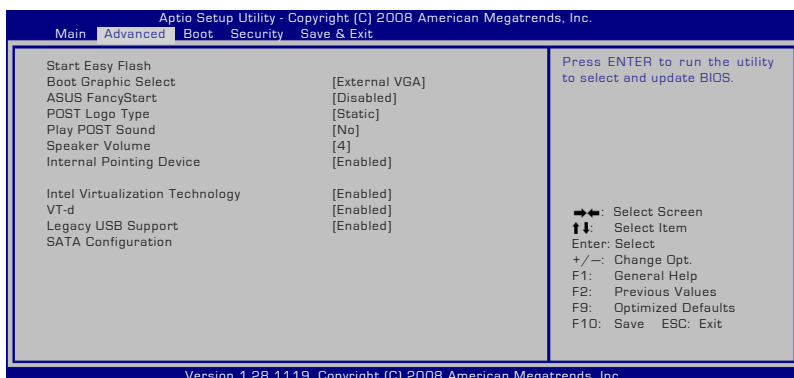 Aptio Setup Utility - Copyright (C) 2008 American Megatrends, Inc.
Main Advanced Boot Security Save & Exit
Start Easy Flash
Boot Graphic Select [External VGA]
ASUS FancyStart [Disabled]
POST Logo Type [Static]
Play POST Sound [No]
Speaker Volume [4]
Internal Pointing Device [Enabled]
Intel Virtualization Technology [Enabled]
VT-d [Enabled]
Legacy USB Support [Enabled]
SATA Configuration
Press ENTER to run the utility
to select and update BIOS.
→←: Select Screen
↑↓: Select Item
Enter: Select
+/—: Change Opt.
F1: General Help
F2: Previous Values
F9: Optimized Defaults
F10: Save ESC: Exit
Version 1.28.1119. Copyright (C) 2008 American Megatrends, Inc.